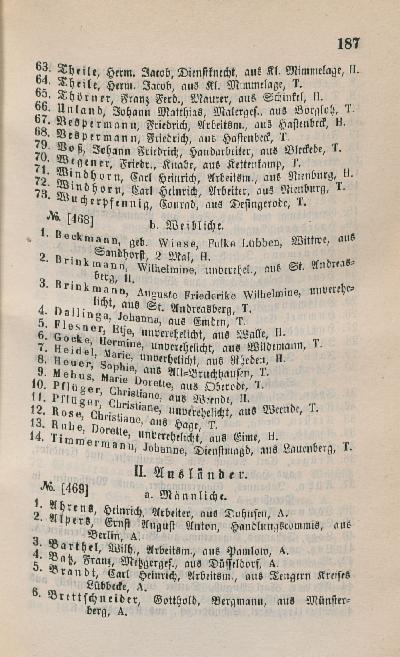 187
63. Theile, Herm. Jacob, Dienstknecht, aus Kl. Mimmelage, H.
64. Theile, Herm. Jacob, aus Kl. Mimmelage, T.
65. Thörner, Franz Ferd., Maurer, aus Schinkel, H.
66. Unland, Johann Matthias, Malerges., aus Borgloh, T.
67. Vespermann, Friedrich, Arbeitsm., aus Hastenbeck, H.
68. Vespermann, Friedrich, aus Hastenbeck, T.
79. Voß, Johann Friedrich, Handarbeiter, aus Bleckede, T.
70. Wegener, Friedr., Knabe, aus Kettenkamp, T.
71. Windhorn, Carl Heinrich, Arbeitsm., aus Nienburg, H.
72. Windhorn, Carl Heinrich, Arbeiter, aus Nienburg, T.
73. Wucherpfennig, Conrad, aus Desingerode, T.
№. [468]
b. Weibliche.
1. Beckmann, geb. Wiese, Fulke Lübben, Wittwe, aus
Sandhorst, 2 Mal, H.
2. Brinkmann, Wilhelmine, unverehel., aus St. Andreas-
berg, H.
3. Brinkmann, Auguste Friederike Wilhelmine, unverehe-
licht, aus St. Andreasberg, T.
4. Dallinga, Johanna, aus Emden, T.
5. Flesner, Etje, unverehelicht, aus Walle, H.
6. Goeke, Hermine, unverehelicht, aus Wildemann, T.
7. Heidel, Marie, unverehelicht, aus Rheden, H.
8. Heuer, Sophie, aus Alt-Bruchhausen, T.
9. Mebus, Marie Dorette, aus Oberode, T.
10. Pflüger, Christiane, aus Weende, H.
11. Pflüger, Christiane, unverehelicht, aus Weende, T.
12. Rose, Christiane, aus Hage, T.
13. Ruhe, Dorette, unverehelicht, aus Eime, H.
14. Timmermann, Johanne, Dienstmagd, aus Lauenberg, T.
II. Ausländer.
№. [469]
a. Männliche.
1. Ahrens, Heinrich, Arbeiter, aus Dohnsen, A.
2. Alpers, Ernst August Anton, Handlungscommis, aus
Berlin, A.
3. Barthel, Wilh., Arbeitsm., aus Pamlow, A.
4. Batz, Franz, Metzgerges., aus Düsseldorf, A.
5. Brandt, Carl Heinrich, Arbeitsm., aus Tengern Kreises
Lübbecke, A.
6. Brettschneider, Gotthold, Bergmann, aus Münster-
berg, A.